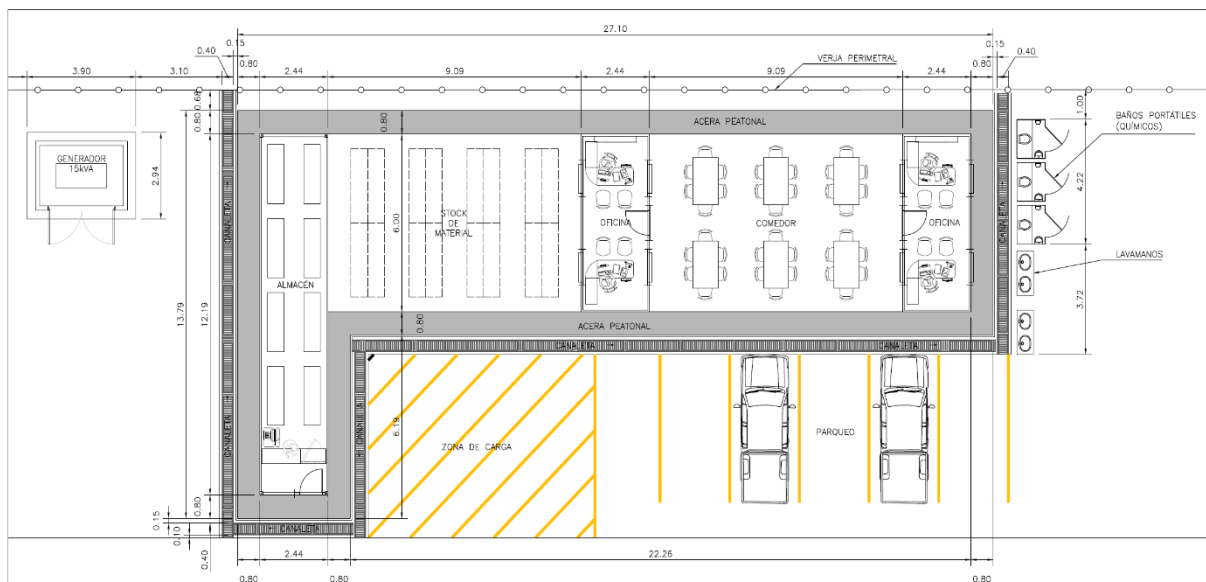 27.10
0.15
0.40
0.80
3.90
3.10
2.44
9.09
2.44
9.09
2.44
0.15
0.80
0.40
VERJA PERIMETRAL
0.68
0.80
0.80
ACERA PEATONAL
1.00
BAÑOS PORTÁTILES
(QUÍMICOS)
GENERADOR
15kVA
2.94
CANALETA
CANALETA
4.22
6.00
STOCK
DE
MATERIAL
OFICINA
COMEDOR
OFICINA
LAVAMANOS
ALMACÉN
13.79
12.19
3.72
0.80
ACERA PEATONAL
CANALETA
CANALETA
CANALETA
CANALETA
6.19
ZONA DE CARGA
PARQUEO
0.80
0.15
0.10
CANALETA
0.40
2.44
22.26
0.80
0.80
0.80